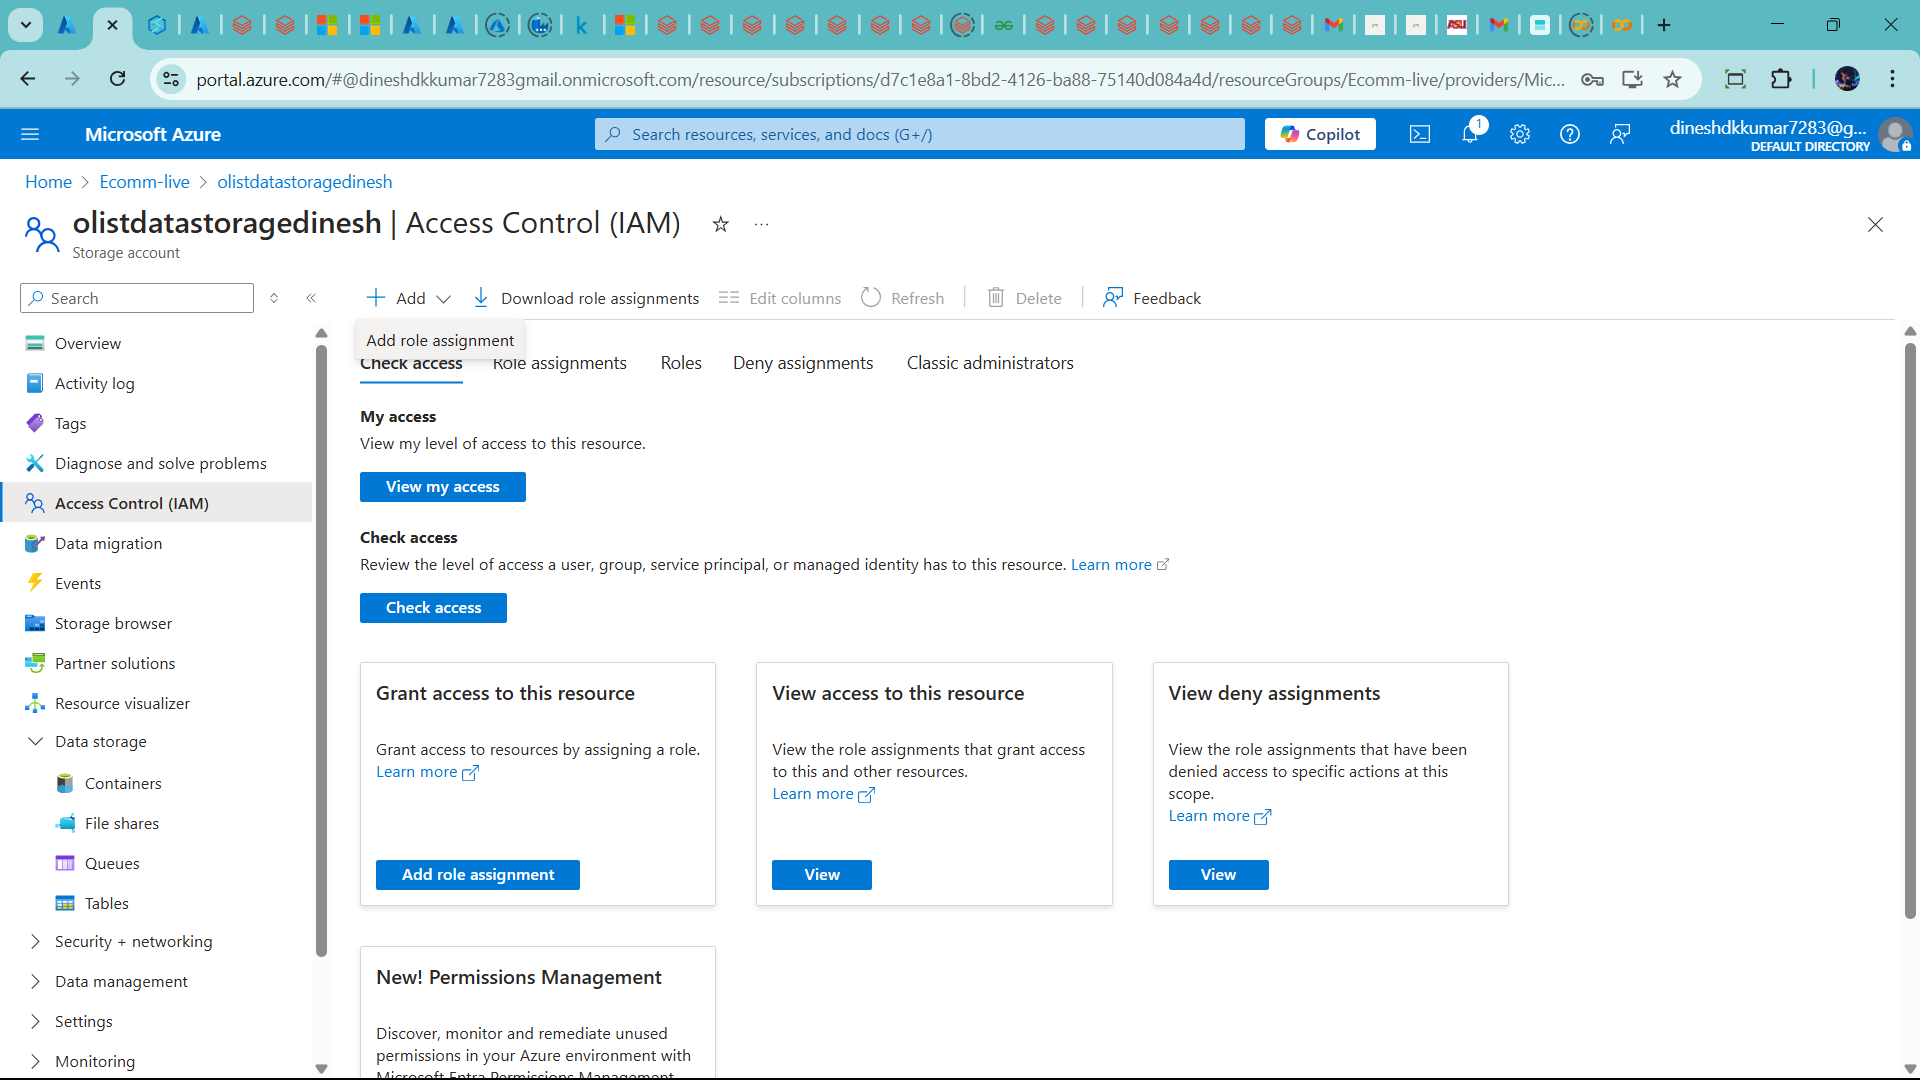 portal.azure.com/#@dineshdkkumar7283gmail.onmicrosoft.com/resource/subscriptions/d7c1e8a1-8bd2-4126-ba88-75140d084a4d/resourceGroups/Ecomm-live/providers/Mic...
Microsoft Azure
Search resources, services, and docs (G+/)
Copilot
1
dineshdkkumar7283@g...
DEFAULT DIRECTORY
Home > Ecomm-live > olistdatastoragedinesh
olistdatastoragedinesh | Access Control (IAM)
Storage account
Search
Add
Download role assignments
Edit columns
Refresh
Delete
Feedback
Add role assignment
Check access
Role assignments
Roles
Deny assignments
Classic administrators
Overview
Activity log
Tags
Diagnose and solve problems
Access Control (IAM)
Data migration
Events
Storage browser
Partner solutions
Resource visualizer
Data storage
Containers
File shares
Queues
Tables
Security + networking
Data management
Settings
Monitoring
My access
View my level of access to this resource.
View my access
Check access
Review the level of access a user, group, service principal, or managed identity has to this resource. Learn more
Check access
Grant access to this resource
Grant access to resources by assigning a role.
Learn more
Add role assignment
View access to this resource
View the role assignments that grant access
to this and other resources.
Learn more
View
View deny assignments
View the role assignments that have been
denied access to specific actions at this
scope.
Learn more
View
New! Permissions Management
Discover, monitor and remediate unused
permissions in your Azure environment with
Microsoft Entra Permissions Management